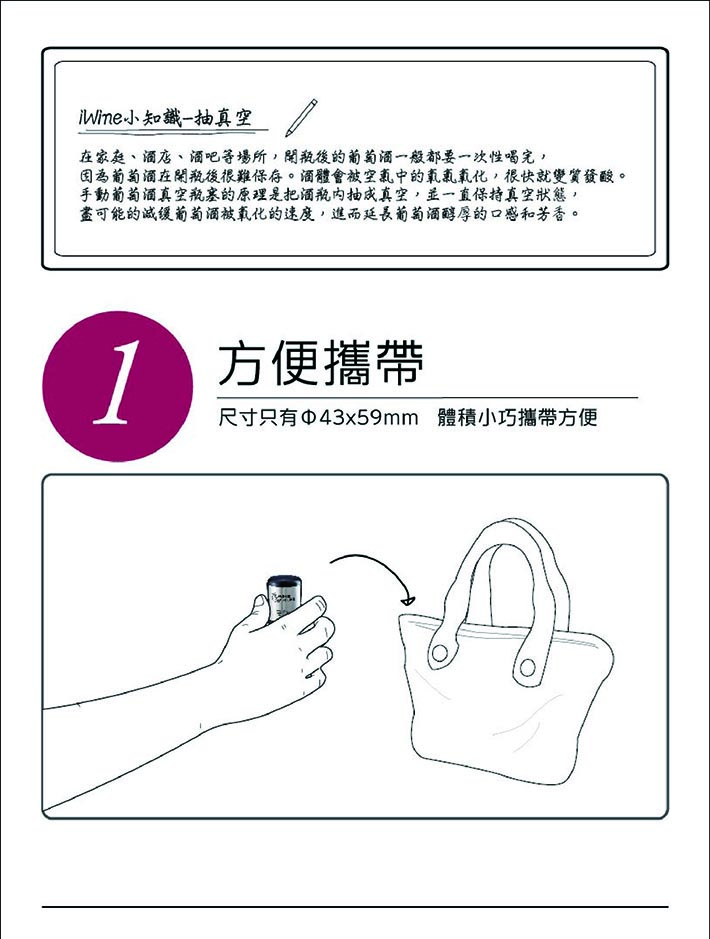 iWine小知識-抽真空
在家庭、酒店、酒吧等場所，開瓶後的葡萄酒一般都要一次性喝完，
因為葡萄酒在開瓶後很難保存。酒體會被空氣中的氧氣氧化，很快就變質發酸。
手動葡萄酒真空瓶塞的原理是把酒瓶內抽成真空，並一直保持真空狀態，
盡可能的減緩葡萄酒被氧化的速度，進而延長葡萄酒醇厚的口感和芳香。
1
方便攜帶
尺寸只有Φ43x59mm 體積小巧攜帶方便